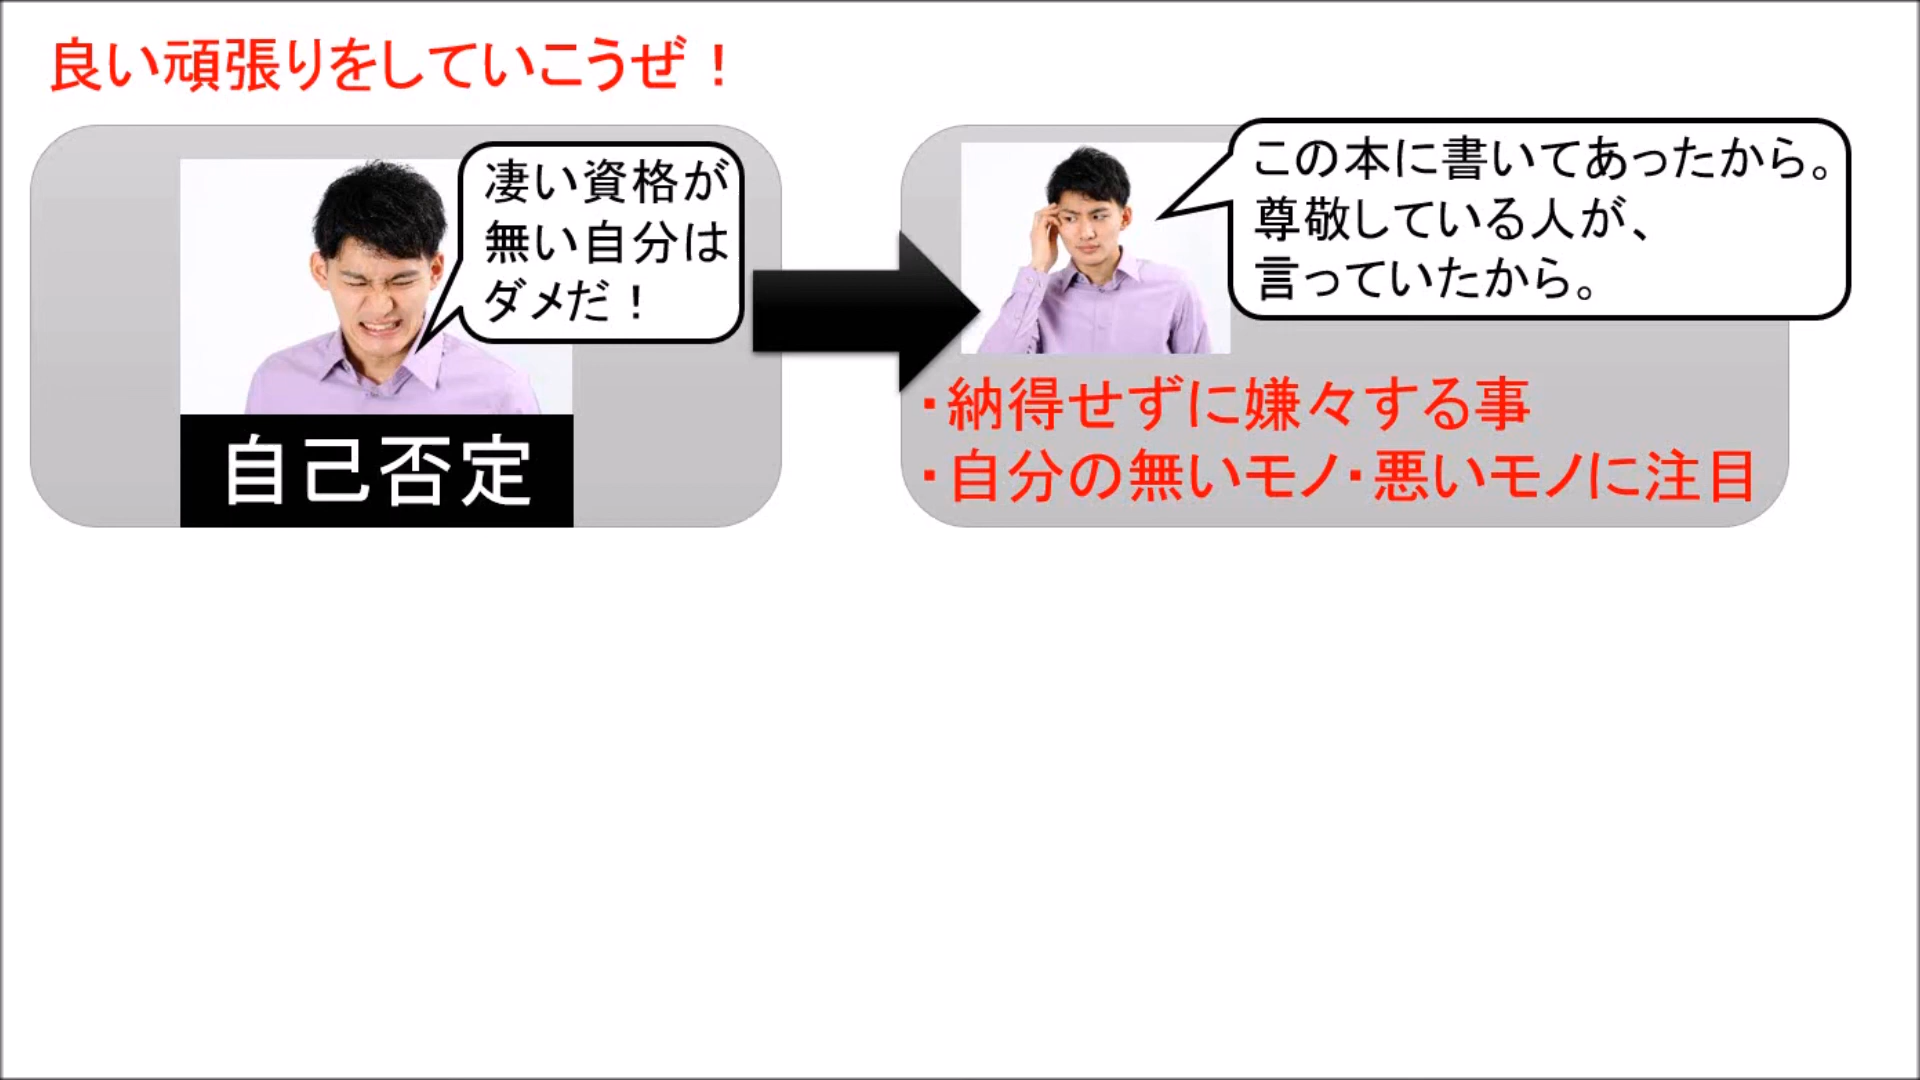 良い頑張りをしていこうぜ！
凄い資格が
無い自分は
ダメだ！
自己否定
この本に書いてあったから。
尊敬している人が、
言っていたから。
・納得せずに嫌々する事
・自分の無いモノ・悪いモノに注目